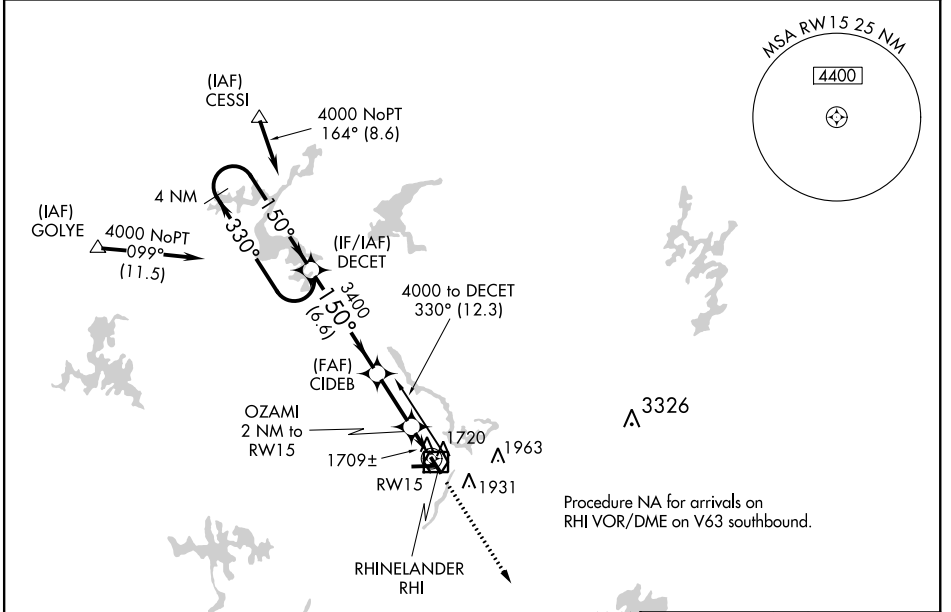 MSA RW15 25 NM
4400
(IAF)
CESSI
4000 NoPT
164° (8.6)
4 NM
150°
330°
(IAF)
GOLYE
4000 NoPT
099°
(11.5)
(IF/IAF)
DECET
3400
150°
(6.6)
4000 to DECET
330° (12.3)
(FAF)
CIDEB
OZAMI
2 NM to
RW15
3326
1720
1963
1709±
RW15
1931
Procedure NA for arrivals on
RHI VOR/DME on V63 southbound.
RHINELANDER
RHI